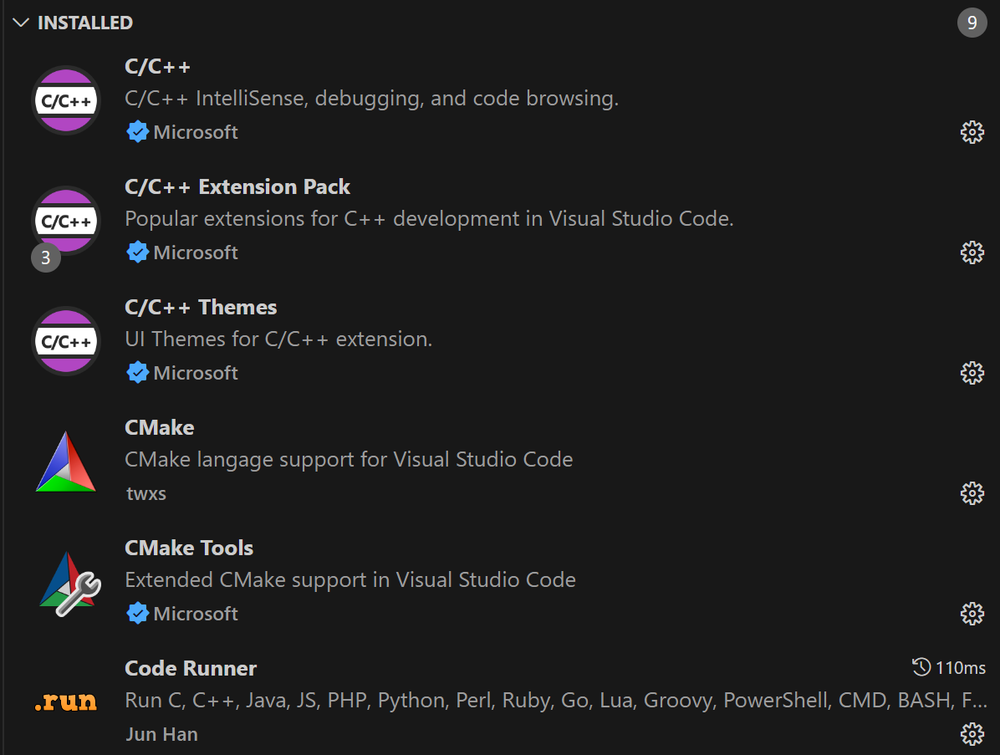 INSTALLED
9
C/C++
C/C++
C/C++ IntelliSense, debugging, and code browsing.
Microsoft
C/C++ Extension Pack
C/C++
Popular extensions for C++ development in Visual Studio Code.
3
Microsoft
C/C++ Themes
C/C++
UI Themes for C/C++ extension.
Microsoft
CMake
CMake langage support for Visual Studio Code
twxs
CMake Tools
Extended CMake support in Visual Studio Code
Microsoft
Code Runner
110ms
.run
Run C, C++, Java, JS, PHP, Python, Perl, Ruby, Go, Lua, Groovy, PowerShell, CMD, BASH, F...
Jun Han